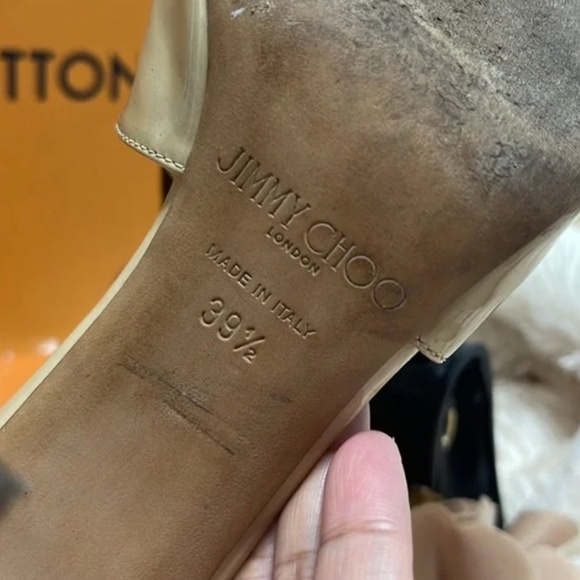 TTON
JIMMY CHOO
LONDON
MADE IN ITALY
39½